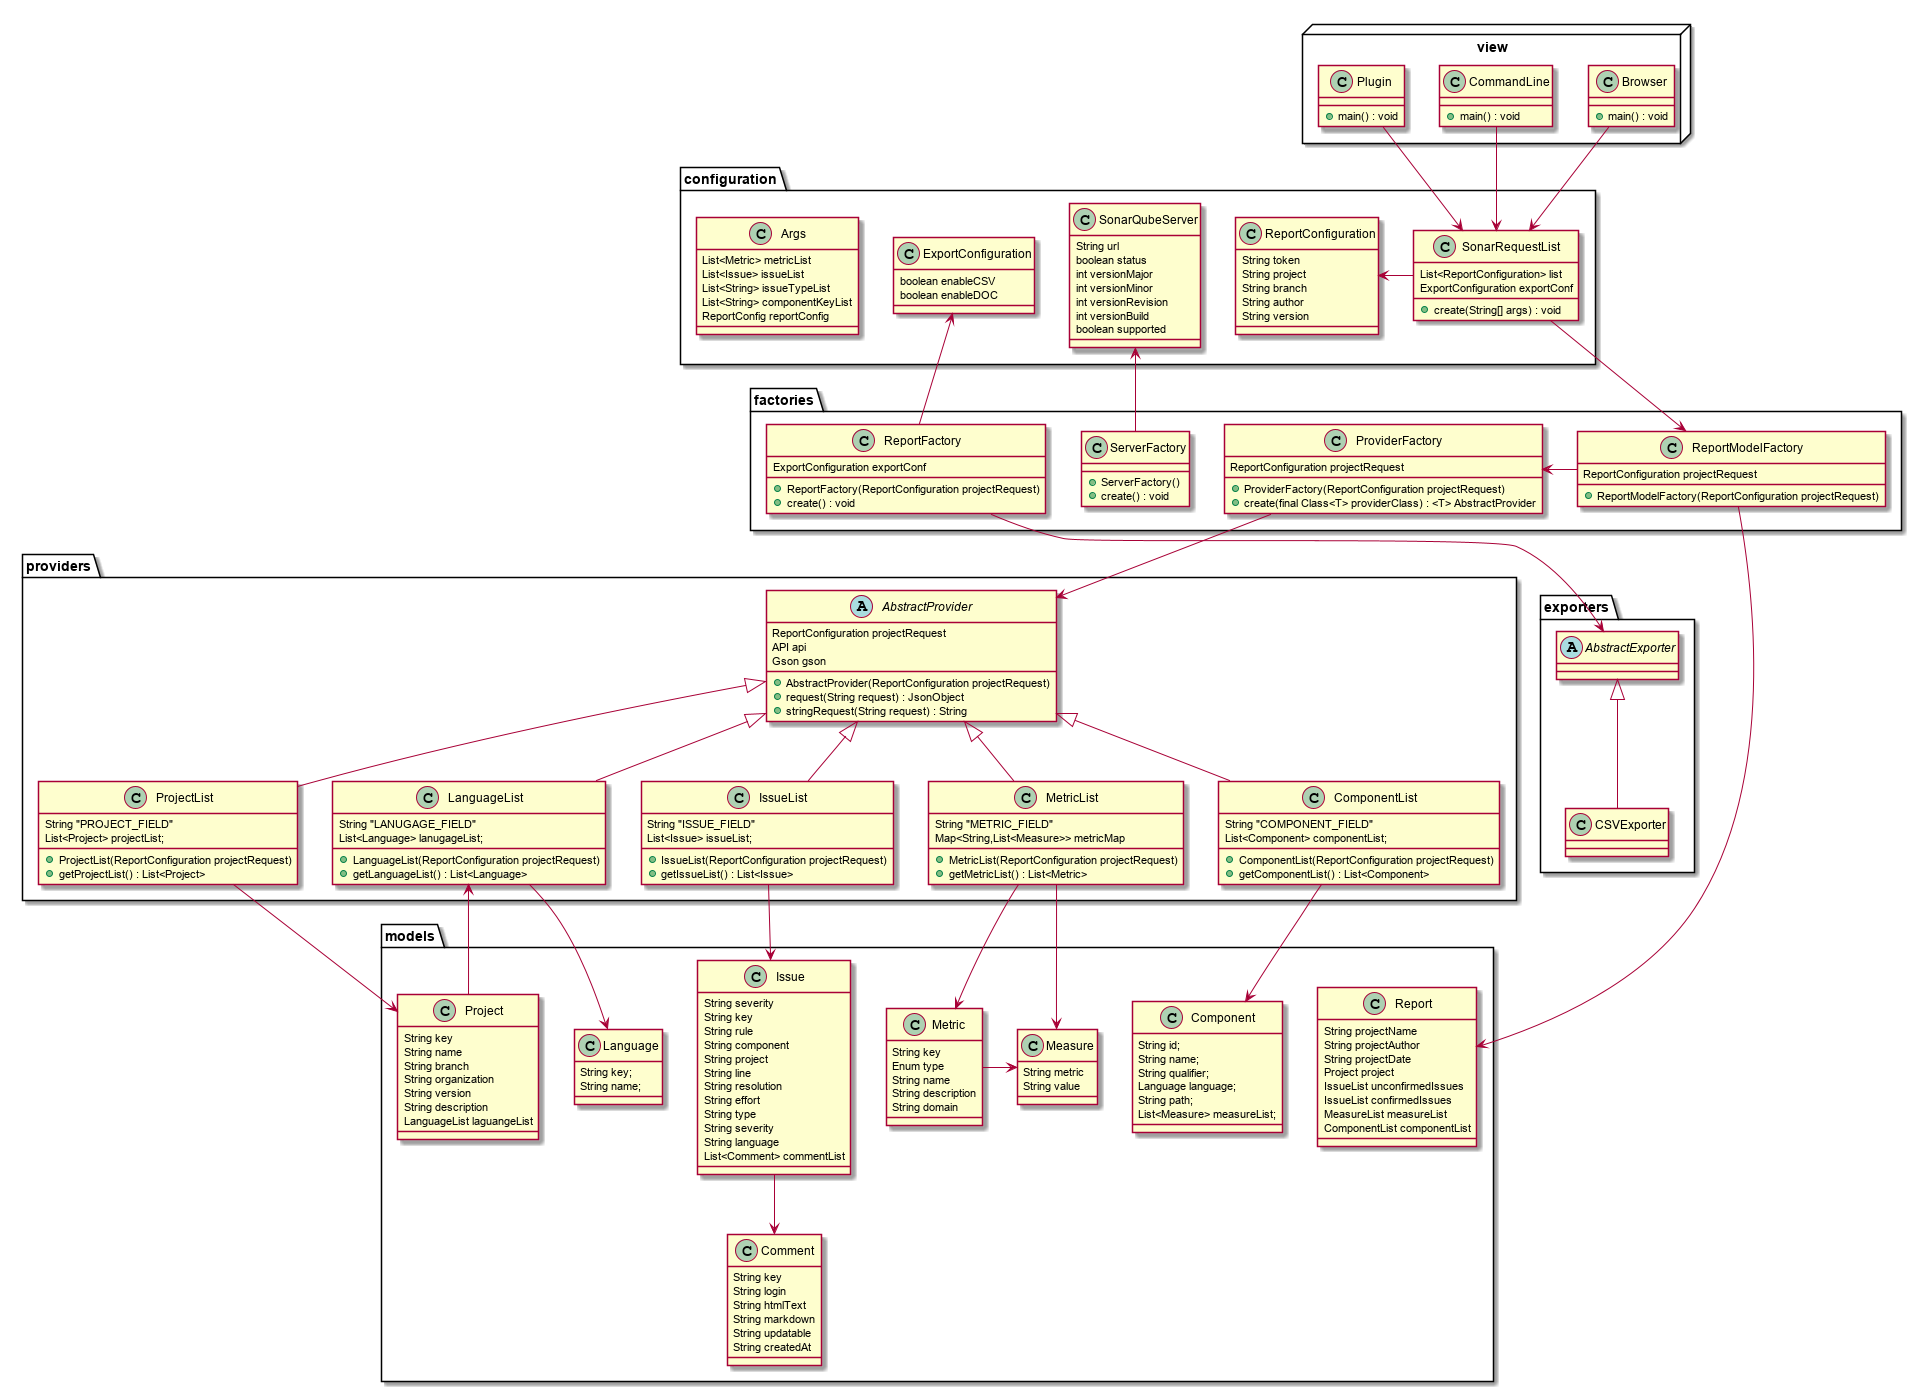 view
C Plugin
main() : void
C CommandLine
main() : void
C Browser
main() : void
configuration
C Args
List<Metric> metricList
List<Issue> issueList
List<String> issueTypeList
List<String> componentKeyList
ReportConfig reportConfig
C ExportConfiguration
boolean enableCSV
boolean enableDOC
C SonarQubeServer
String url
boolean status
int versionMajor
int versionMinor
int versionRevision
int versionBuild
boolean supported
C ReportConfiguration
String token
String project
String branch
String author
String version
C SonarRequestList
List<ReportConfiguration> list
ExportConfiguration exportConf
create(String[] args) : void
factories
C ReportFactory
ExportConfiguration exportConf
ReportFactory(ReportConfiguration projectRequest)
create() : void
C ServerFactory
ServerFactory()
create() : void
C ProviderFactory
ReportConfiguration projectRequest
ProviderFactory(ReportConfiguration projectRequest)
create(final Class<T> providerClass) : <T> AbstractProvider
C ReportModelFactory
ReportConfiguration projectRequest
ReportModelFactory(ReportConfiguration projectRequest)
providers
A AbstractProvider
ReportConfiguration projectRequest
API api
Gson gson
AbstractProvider(ReportConfiguration projectRequest)
request(String request) : JsonObject
stringRequest(String request) : String
exporters
A AbstractExporter
C CSVExporter
C ProjectList
String "PROJECT_FIELD"
List<Project> projectList;
ProjectList(ReportConfiguration projectRequest)
getProjectList() : List<Project>
C LanguageList
String "LANUGAGE_FIELD"
List<Language> lanugageList;
LanguageList(ReportConfiguration projectRequest)
getLanguageList() : List<Language>
C IssueList
String "ISSUE_FIELD"
List<Issue> issueList;
IssueList(ReportConfiguration projectRequest)
getIssueList() : List<Issue>
C MetricList
String "METRIC_FIELD"
Map<String,List<Measure>> metricMap
MetricList(ReportConfiguration projectRequest)
getMetricList() : List<Metric>
C ComponentList
String "COMPONENT_FIELD"
List<Component> componentList;
ComponentList(ReportConfiguration projectRequest)
getComponentList() : List<Component>
models
C Project
String key
String name
String branch
String organization
String version
String description
LanguageList laguangeList
C Language
String key;
String name;
C Issue
String severity
String key
String rule
String component
String project
String line
String resolution
String effort
String type
String severity
String language
List<Comment> commentList
C Metric
String key
Enum type
String name
String description
String domain
C Measure
String metric
String value
C Component
String id;
String name;
String qualifier;
Language language;
String path;
List<Measure> measureList;
C Report
String projectName
String projectAuthor
String projectDate
Project project
IssueList unconfirmedIssues
IssueList confirmedIssues
MeasureList measureList
ComponentList componentList
C Comment
String key
String login
String htmlText
String markdown
String updatable
String createdAt